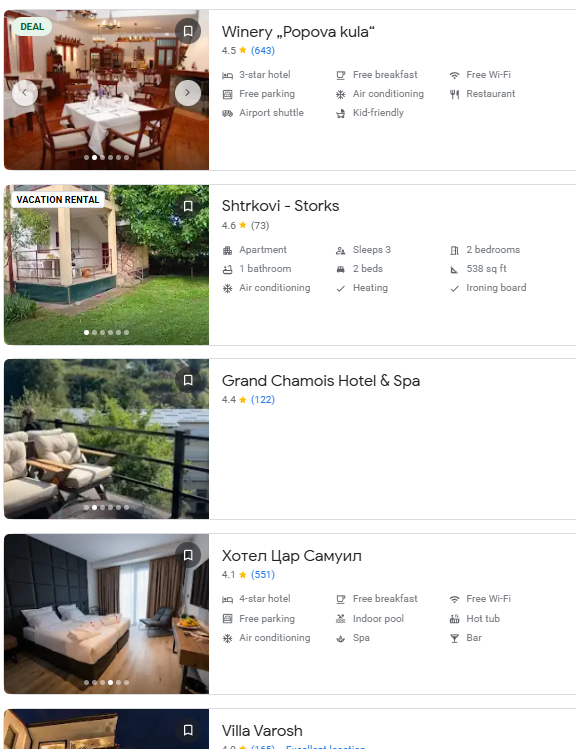 DEAL
Winery „Popova kula“
4.5 ★ (643)
3-star hotel Free breakfast Free Wi-Fi
Free parking Air conditioning Restaurant
Airport shuttle Kid-friendly
VACATION RENTAL
Shtrkovi - Storks
4.6 ★ (73)
Apartment Sleeps 3 2 bedrooms
1 bathroom 2 beds 538 sq ft
Air conditioning Heating Ironing board
Grand Chamois Hotel & Spa
4.4 ★ (122)
Хотел Цар Самуил
4.1 ★ (551)
4-star hotel Free breakfast Free Wi-Fi
Free parking Indoor pool Hot tub
Air conditioning Spa Bar
Villa Varosh